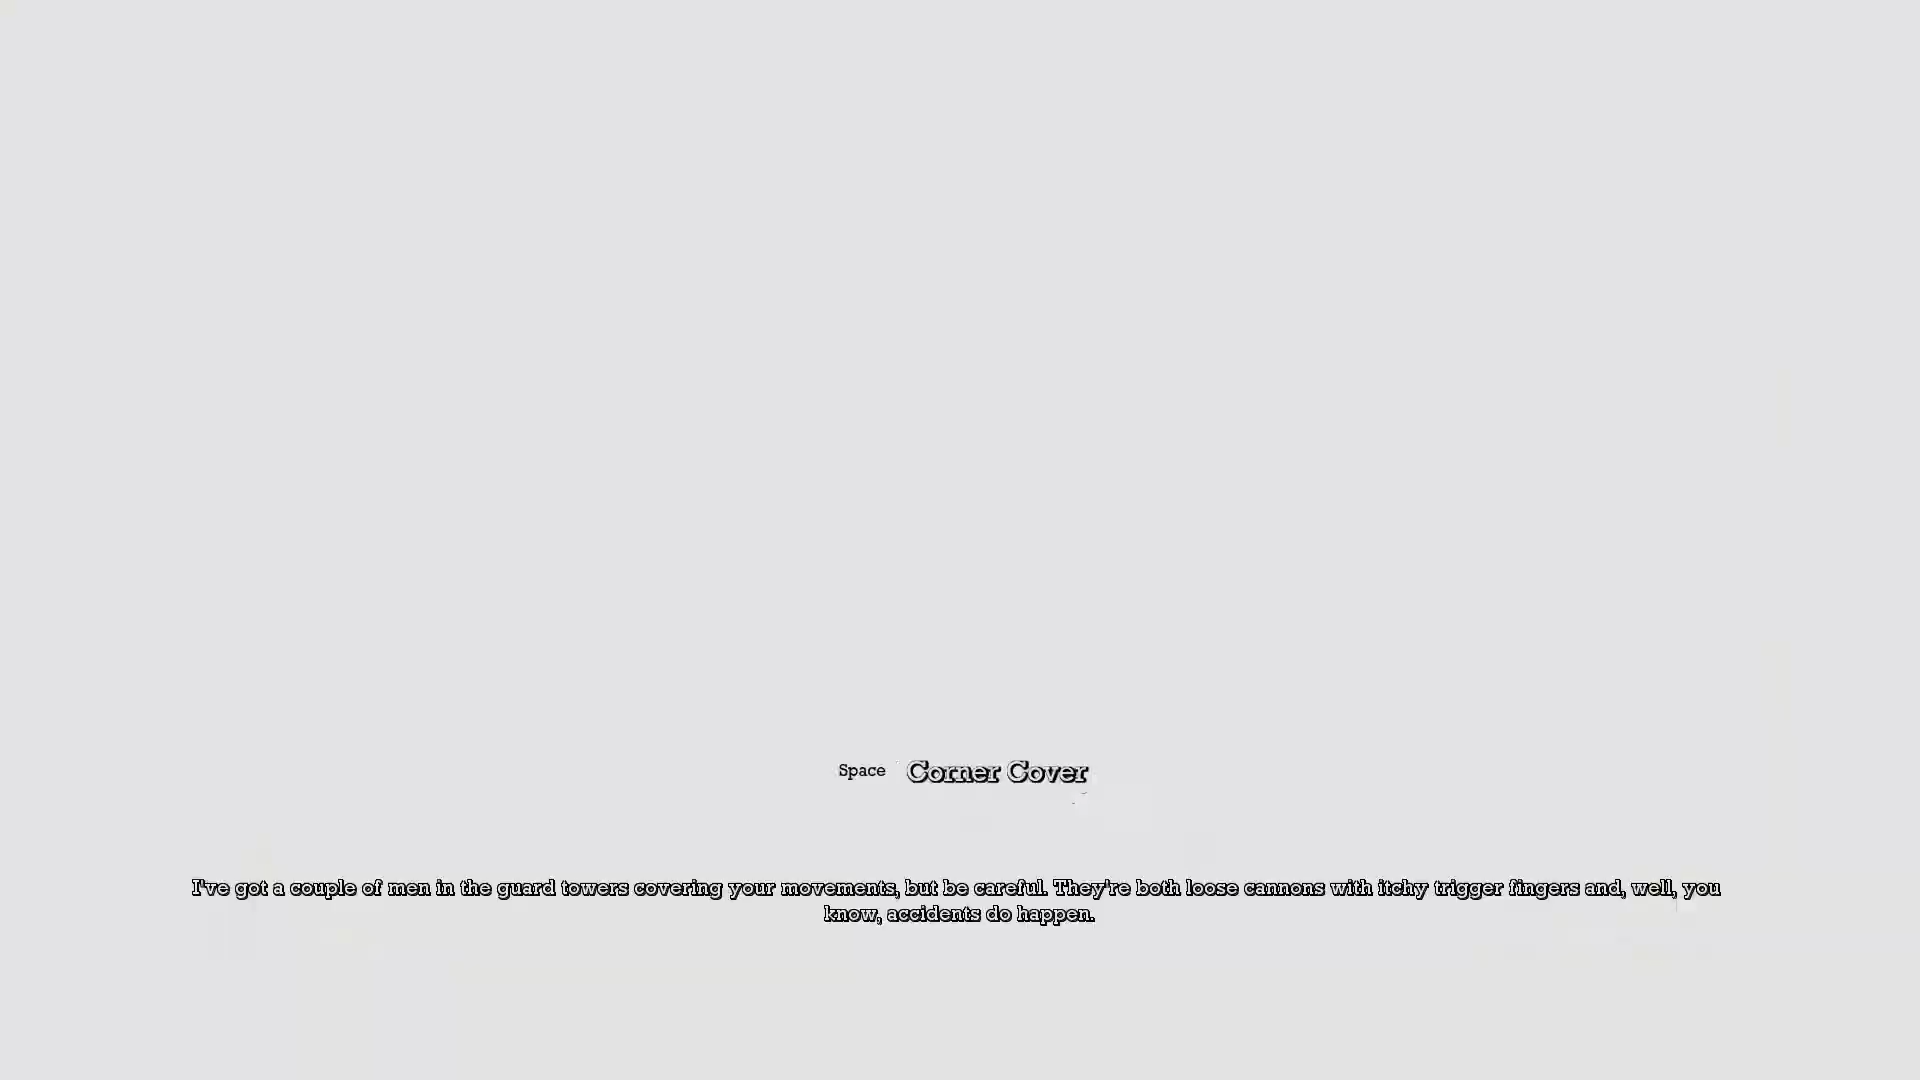 Space Corner Cover
I've got a couple of men in the guard towers covering your movements, but be careful. They're both loose cannons with itchy trigger fingers and, well, you
know, accidents do happen.